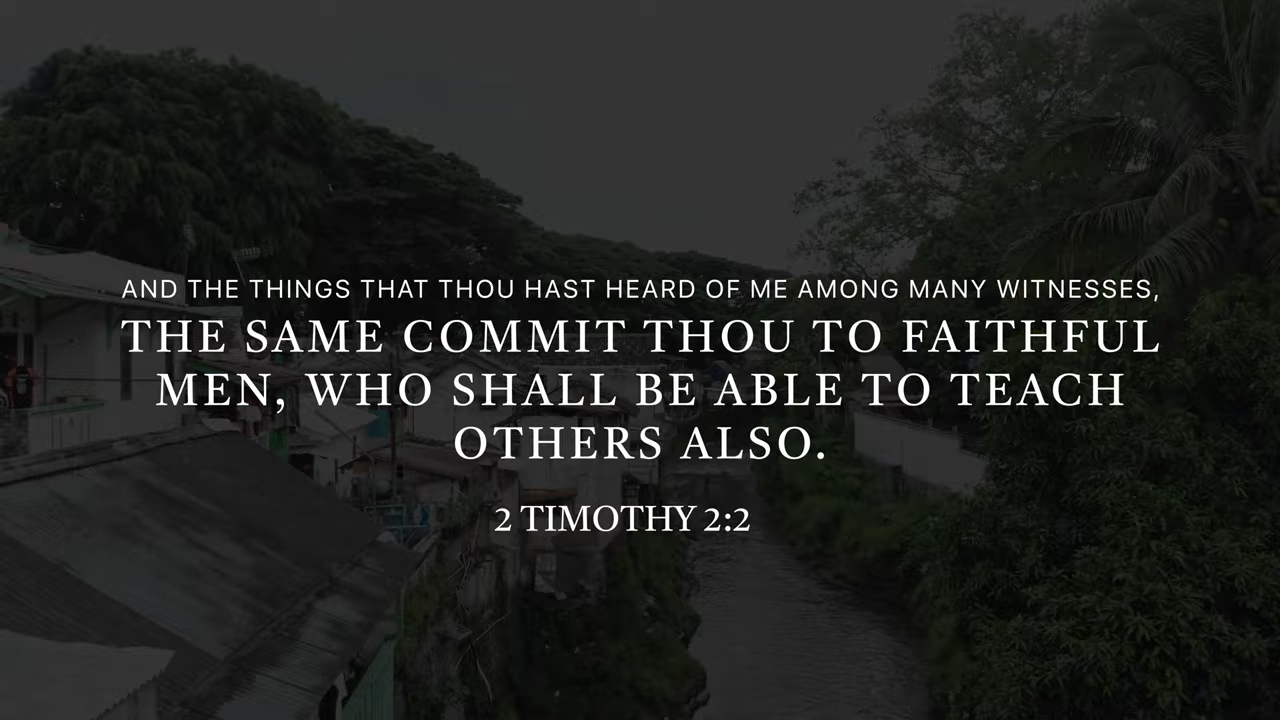 AND THE THINGS THAT THOU HAST HEARD OF ME AMONG MANY WITNESSES,
THE SAME COMMIT THOU TO FAITHFUL
MEN, WHO SHALL BE ABLE TO TEACH
OTHERS ALSO.
2 TIMOTHY 2:2